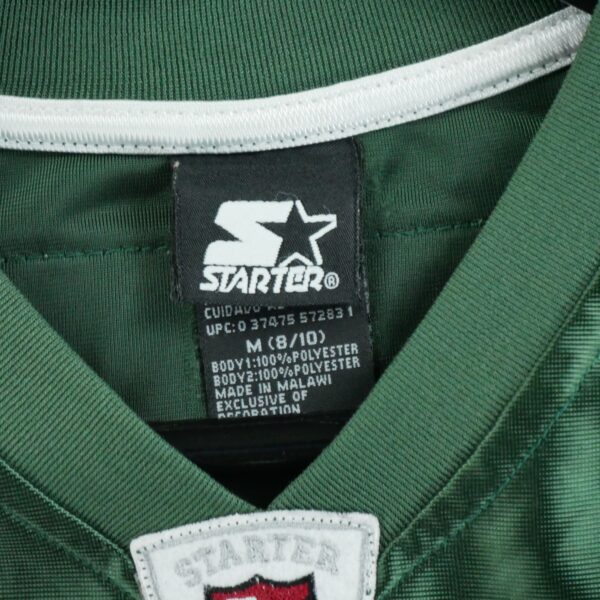 STARTER®
UPC: 0 37475 57283 1
M (8/10)
BODY1:100%POLYESTER
BODY2:100%POLYESTER
MADE IN MALAWI
EXCLUSIVE OF
DECORATION
STARTER